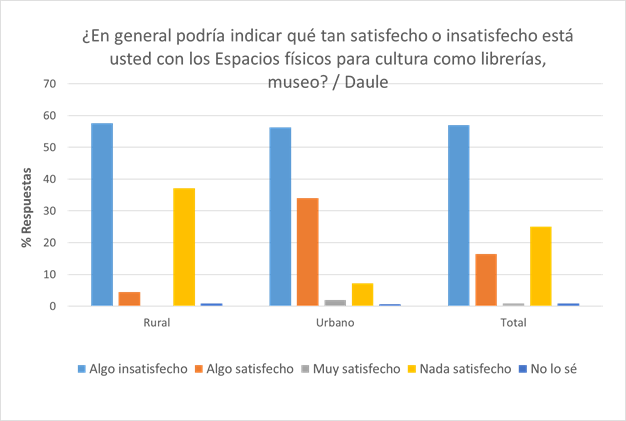 ¿En general podría indicar qué tan satisfecho o insatisfecho está
usted con los Espacios físicos para cultura como librerías,
museo? / Daule
70
60
50
40
30
20
10
0
% Respuestas
Rural Urbano Total
Algo insatisfecho Algo satisfecho Muy satisfecho Nada satisfecho No lo sé